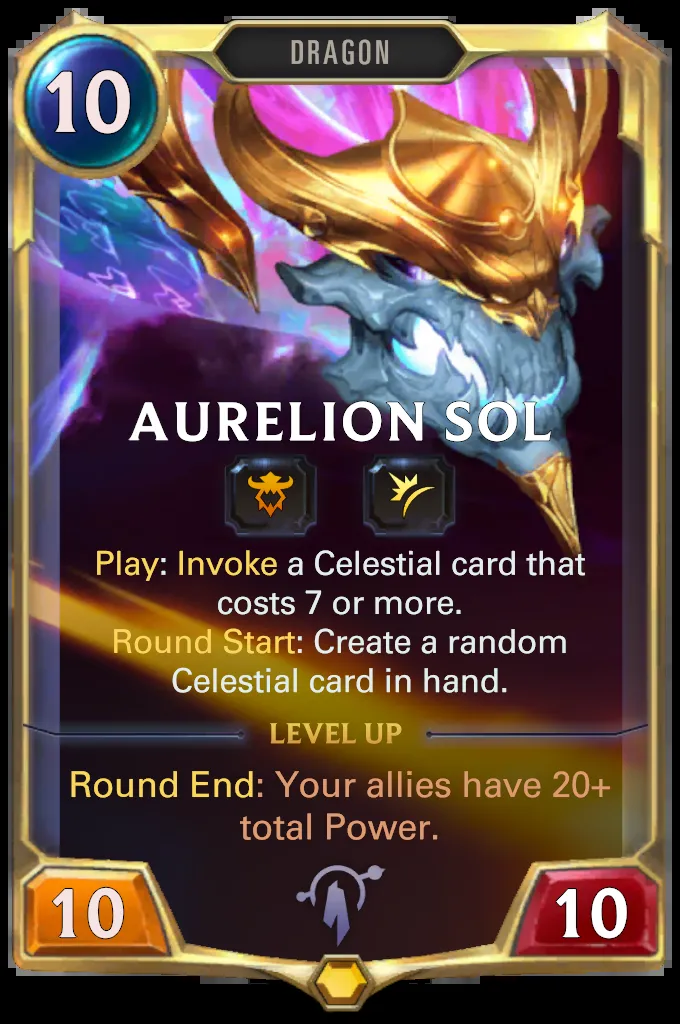 DRAGON
10
AURELION SOL
Play: Invoke a Celestial card that
costs 7 or more.
Round Start: Create a random
Celestial card in hand.
LEVEL UP
Round End: Your allies have 20+
total Power.
10
10